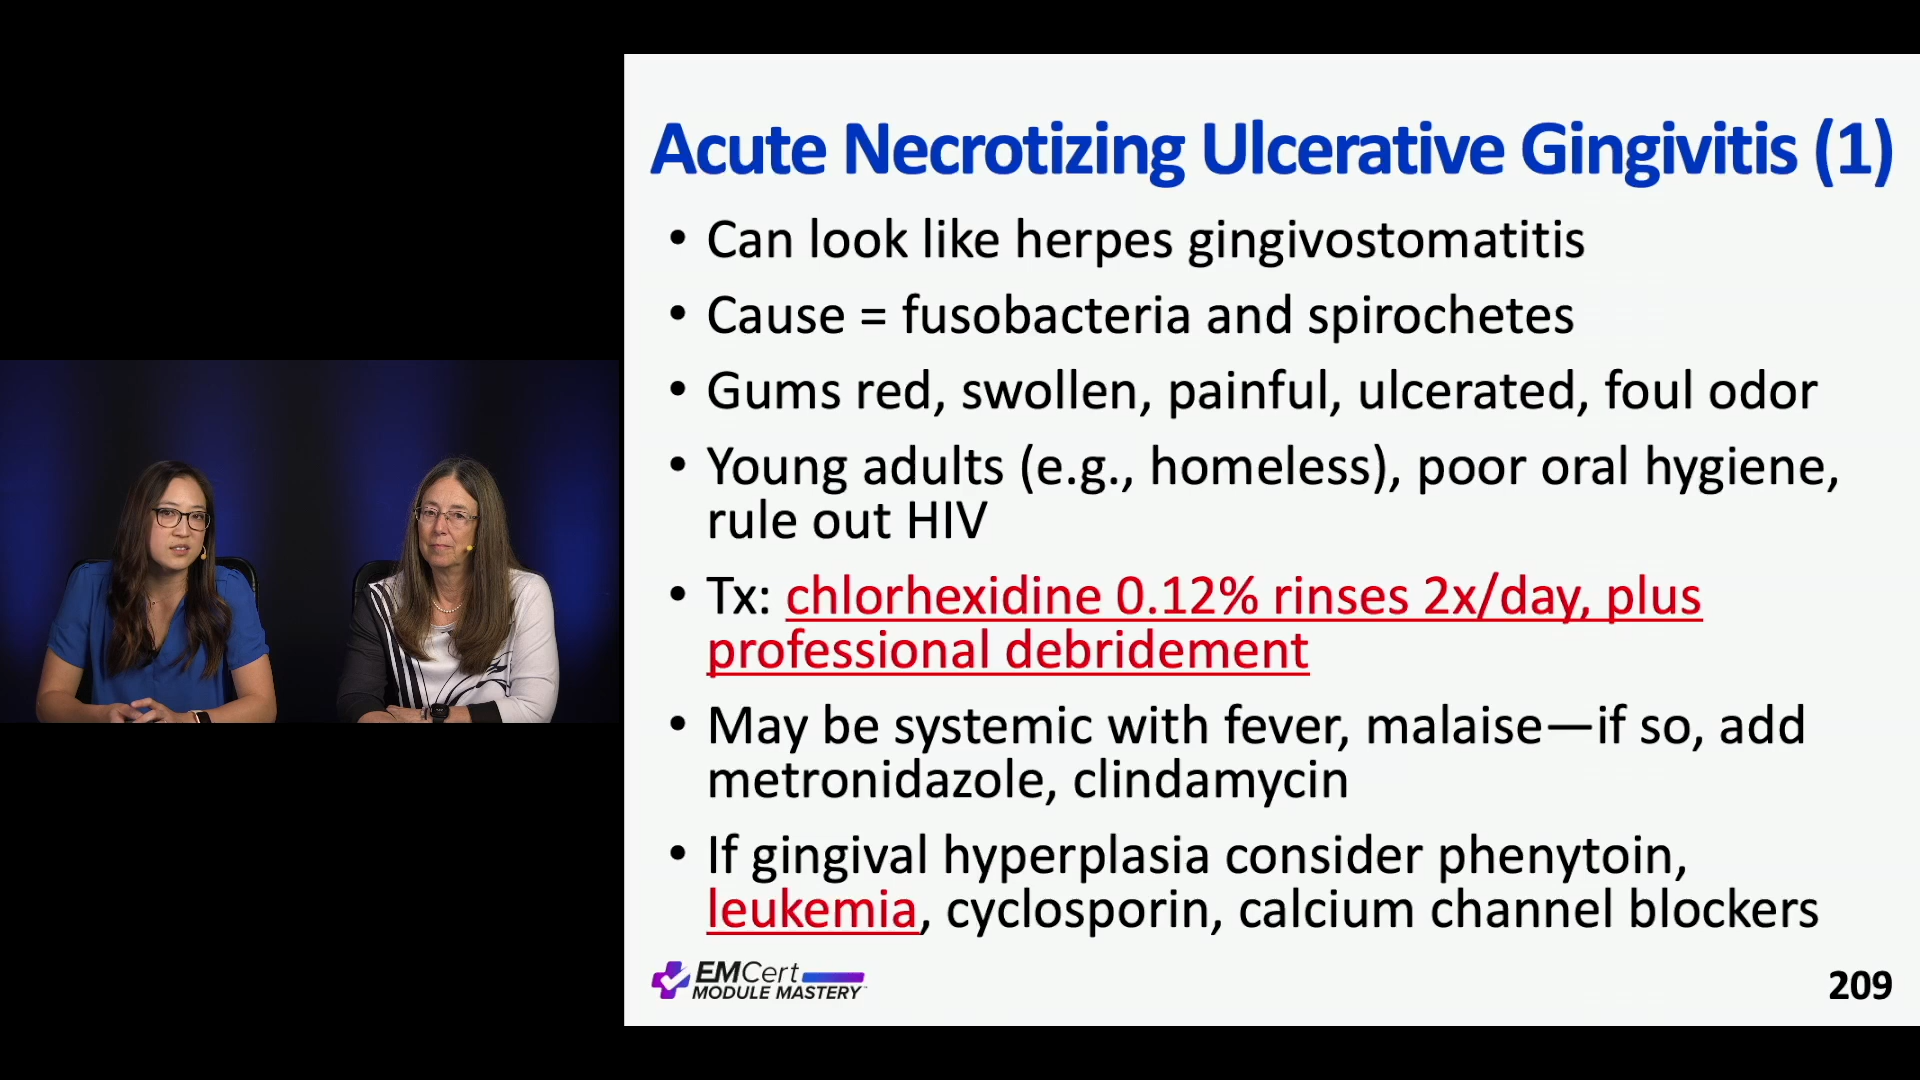 Acute Necrotizing Ulcerative Gingivitis (1)
• Can look like herpes gingivostomatitis
• Cause = fusobacteria and spirochetes
• Gums red, swollen, painful, ulcerated, foul odor
• Young adults (e.g., homeless), poor oral hygiene,
rule out HIV
• Tx: chlorhexidine 0.12% rinses 2x/day, plus
professional debridement
• May be systemic with fever, malaise—if so, add
metronidazole, clindamycin
• If gingival hyperplasia consider phenytoin,
leukemia, cyclosporin, calcium channel blockers
EMCert
MODULE MASTERY™
209